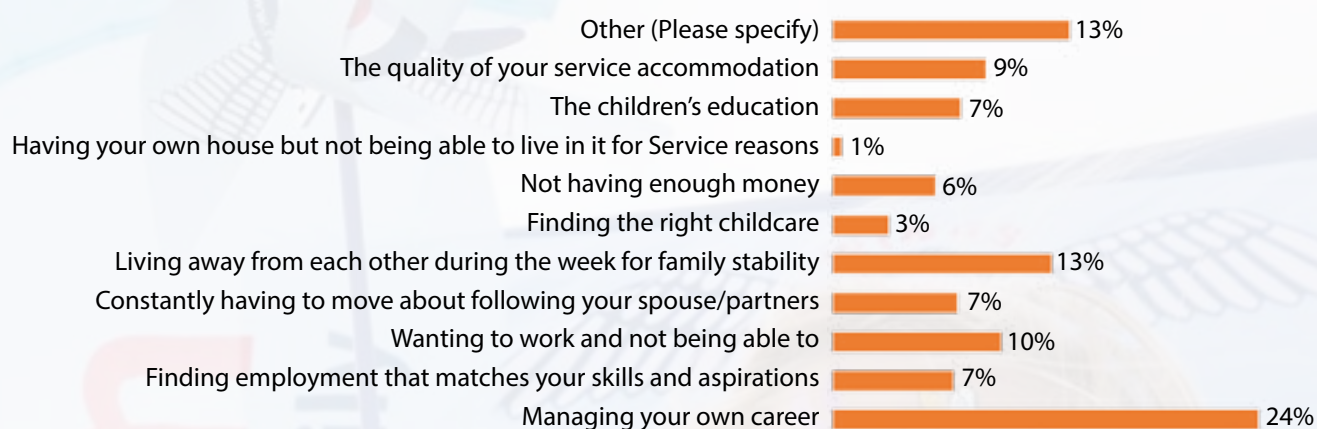 Other (Please specify) 13%
The quality of your service accommodation 9%
The children’s education 7%
Having your own house but not being able to live in it for Service reasons 1%
Not having enough money 6%
Finding the right childcare 3%
Living away from each other during the week for family stability 13%
Constantly having to move about following your spouse/partners 7%
Wanting to work and not being able to 10%
Finding employment that matches your skills and aspirations 7%
Managing your own career 24%